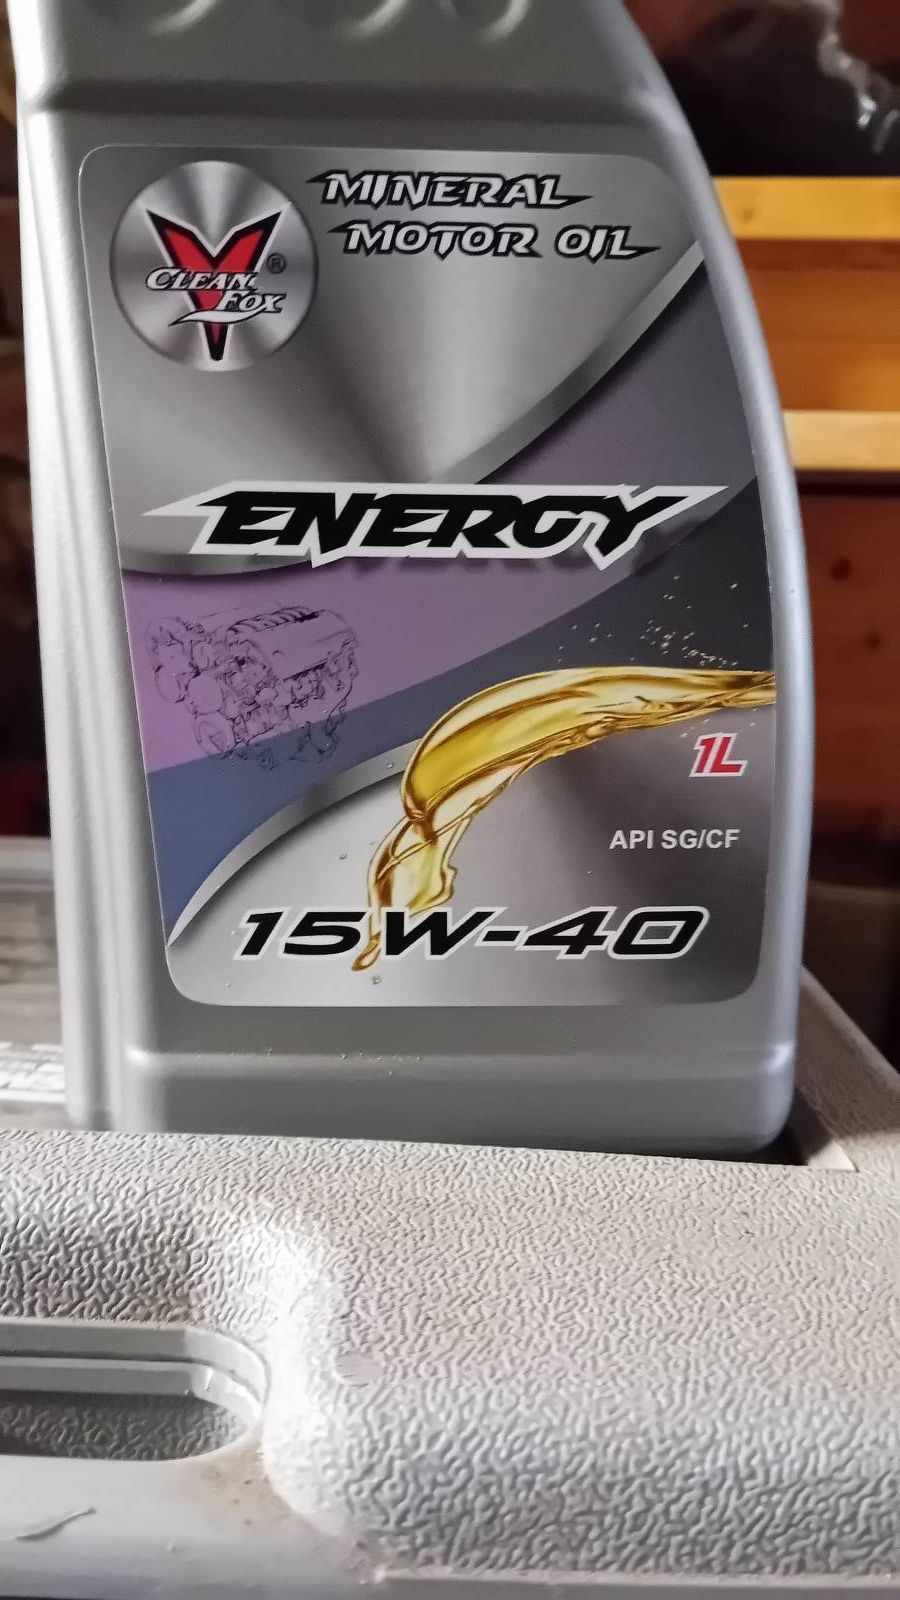 MINERAL
MOTOR OIL
CLEAN
FOX
®
ENERGY
1L
API SG/CF
15W-40